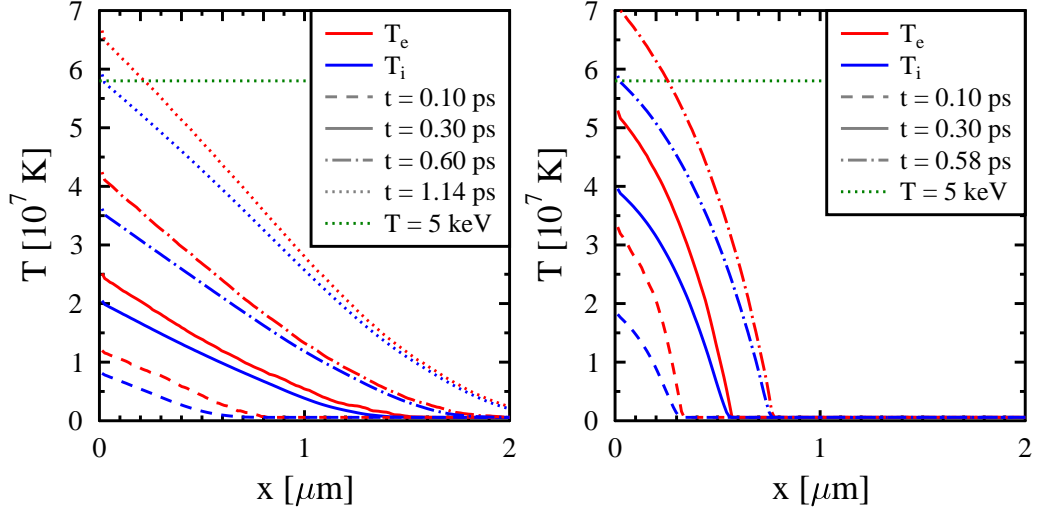 7
6
5
4
3
2
1
0
T [10^7 K]
0
1
2
x [μm]
T_e
T_i
t = 0.10 ps
t = 0.30 ps
t = 0.60 ps
t = 1.14 ps
T = 5 keV
7
6
5
4
3
2
1
0
T [10^7 K]
0
1
2
x [μm]
T_e
T_i
t = 0.10 ps
t = 0.30 ps
t = 0.58 ps
T = 5 keV